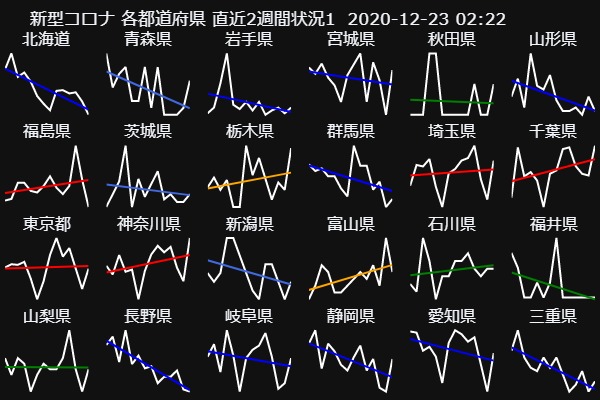 新型コロナ 各都道府県 直近2週間状況1 2020-12-23 02:22
北海道 青森県 岩手県 宮城県 秋田県 山形県
福島県 茨城県 栃木県 群馬県 埼玉県 千葉県
東京都 神奈川県 新潟県 富山県 石川県 福井県
山梨県 長野県 岐阜県 静岡県 愛知県 三重県